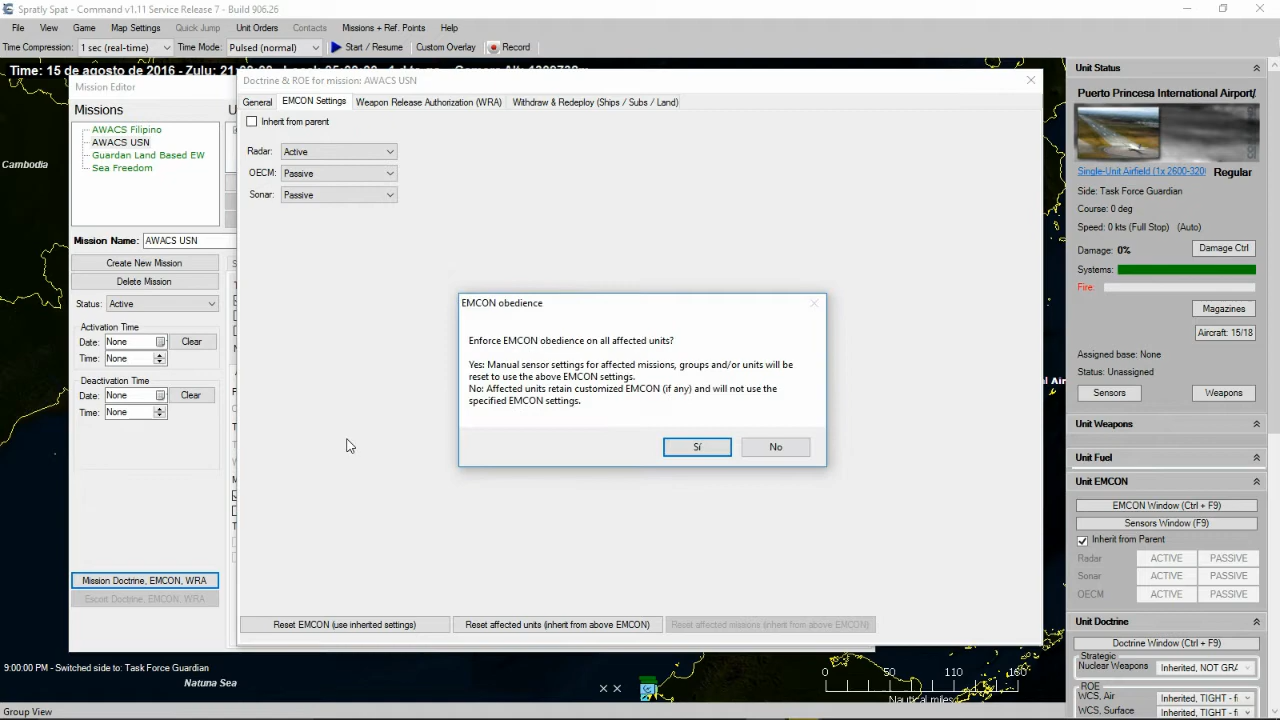 Spratly Spat - Command v1.11 Service Release 7 - Build 906.26
File View Game Map Settings Quick Jump Unit Orders Contacts Missions + Ref. Points Help
Time Compression: 1 sec (real-time) Time Mode: Pulsed (normal) Start / Resume Custom Overlay Record
Mission Editor
Missions
AWACS Filipino
AWACS USN
Guardan Land Based EW
Sea Freedom
Cambodia
Mission Name: AWACS USN
Create New Mission
Delete Mission
Status: Active
Activation Time
Date: None Clear
Time: None
Deactivation Time
Date: None Clear
Time: None
Mission Doctrine, EMCON, WRA
Escort Doctrine, EMCON, WRA
Doctrine & ROE for mission: AWACS USN
General EMCON Settings Weapon Release Authorization (WRA) Withdraw & Redeploy (Ships / Subs / Land)
Inherit from parent
Radar: Active
OECM: Passive
Sonar: Passive
EMCON obedience
Enforce EMCON obedience on all affected units?
Yes: Manual sensor settings for affected missions, groups and/or units will be
reset to use the above EMCON settings.
No: Affected units retain customized EMCON (if any) and will not use the
specified EMCON settings.
Sí No
Reset EMCON (use inherited settings) Reset affected units (inherit from above EMCON) Reset affected missions (inherit from above EMCON)
Unit Status
Puerto Princesa International Airport/
Single-Unit Airfield (1x 2600-320 Regular
Side: Task Force Guardian
Course: 0 deg
Speed: 0 kts (Full Stop) (Auto)
Damage: 0% Damage Ctrl
Systems:
Fire:
Magazines
Aircraft: 15/18
Assigned base: None
Status: Unassigned
Sensors Weapons
Unit Weapons
Unit Fuel
Unit EMCON
EMCON Window (Ctrl + F9)
Sensors Window (F9)
Inherit from Parent
Radar ACTIVE PASSIVE
Sonar ACTIVE PASSIVE
OECM ACTIVE PASSIVE
Unit Doctrine
Doctrine Window (Ctrl + F9)
Strategic
Nuclear Weapons Inherited, NOT GRA
ROE
WCS, Air Inherited, TIGHT - fi
WCS, Surface Inherited, TIGHT - fi
9:00:00 PM - Switched side to: Task Force Guardian
Natuna Sea
0 50 110 160
Nautical miles
Group View